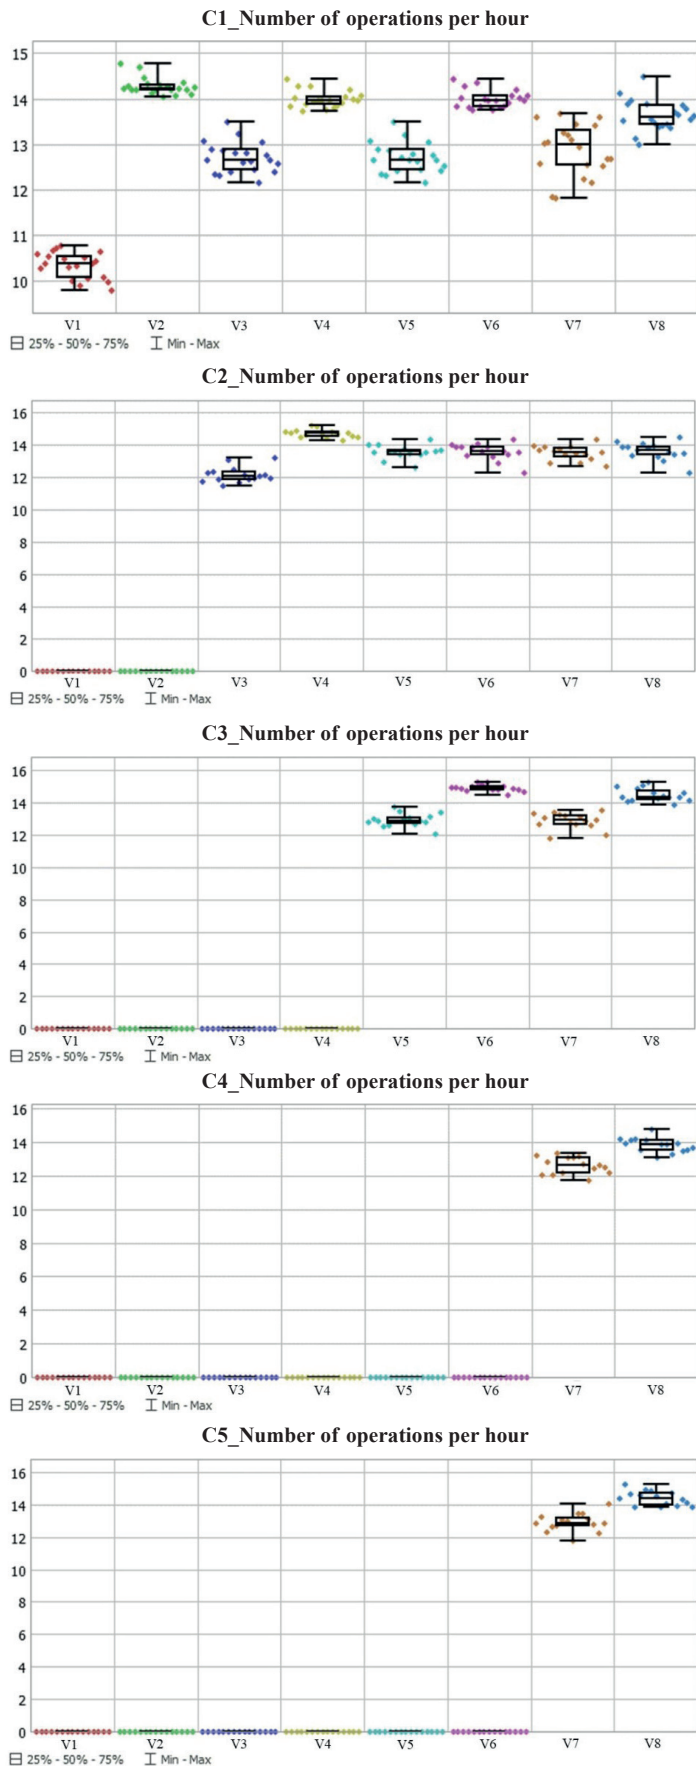 C1_Number of operations per hour
15
14
13
12
11
10
V1 V2 V3 V4 V5 V6 V7 V8
25% - 50% - 75% Min - Max
C2_Number of operations per hour
16
14
12
10
8
6
4
2
0
V1 V2 V3 V4 V5 V6 V7 V8
25% - 50% - 75% Min - Max
C3_Number of operations per hour
16
14
12
10
8
6
4
2
0
V1 V2 V3 V4 V5 V6 V7 V8
25% - 50% - 75% Min - Max
C4_Number of operations per hour
16
14
12
10
8
6
4
2
0
V1 V2 V3 V4 V5 V6 V7 V8
25% - 50% - 75% Min - Max
C5_Number of operations per hour
16
14
12
10
8
6
4
2
0
V1 V2 V3 V4 V5 V6 V7 V8
25% - 50% - 75% Min - Max